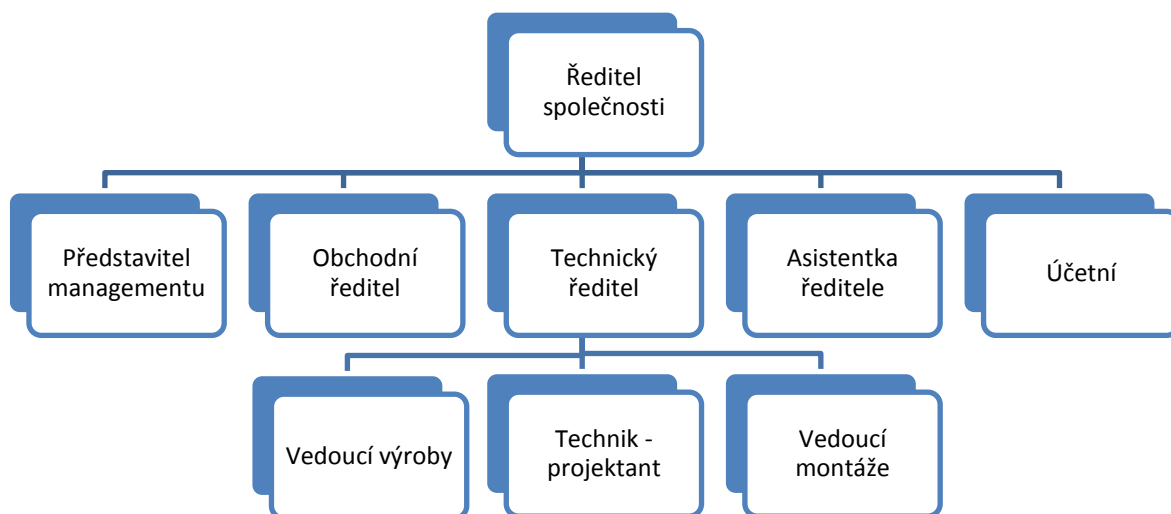 Ředitel
společnosti
Představitel
managementu
Obchodní
ředitel
Technický
ředitel
Asistentka
ředitele
Účetní
Vedoucí výroby
Technik -
projektant
Vedoucí
montáže